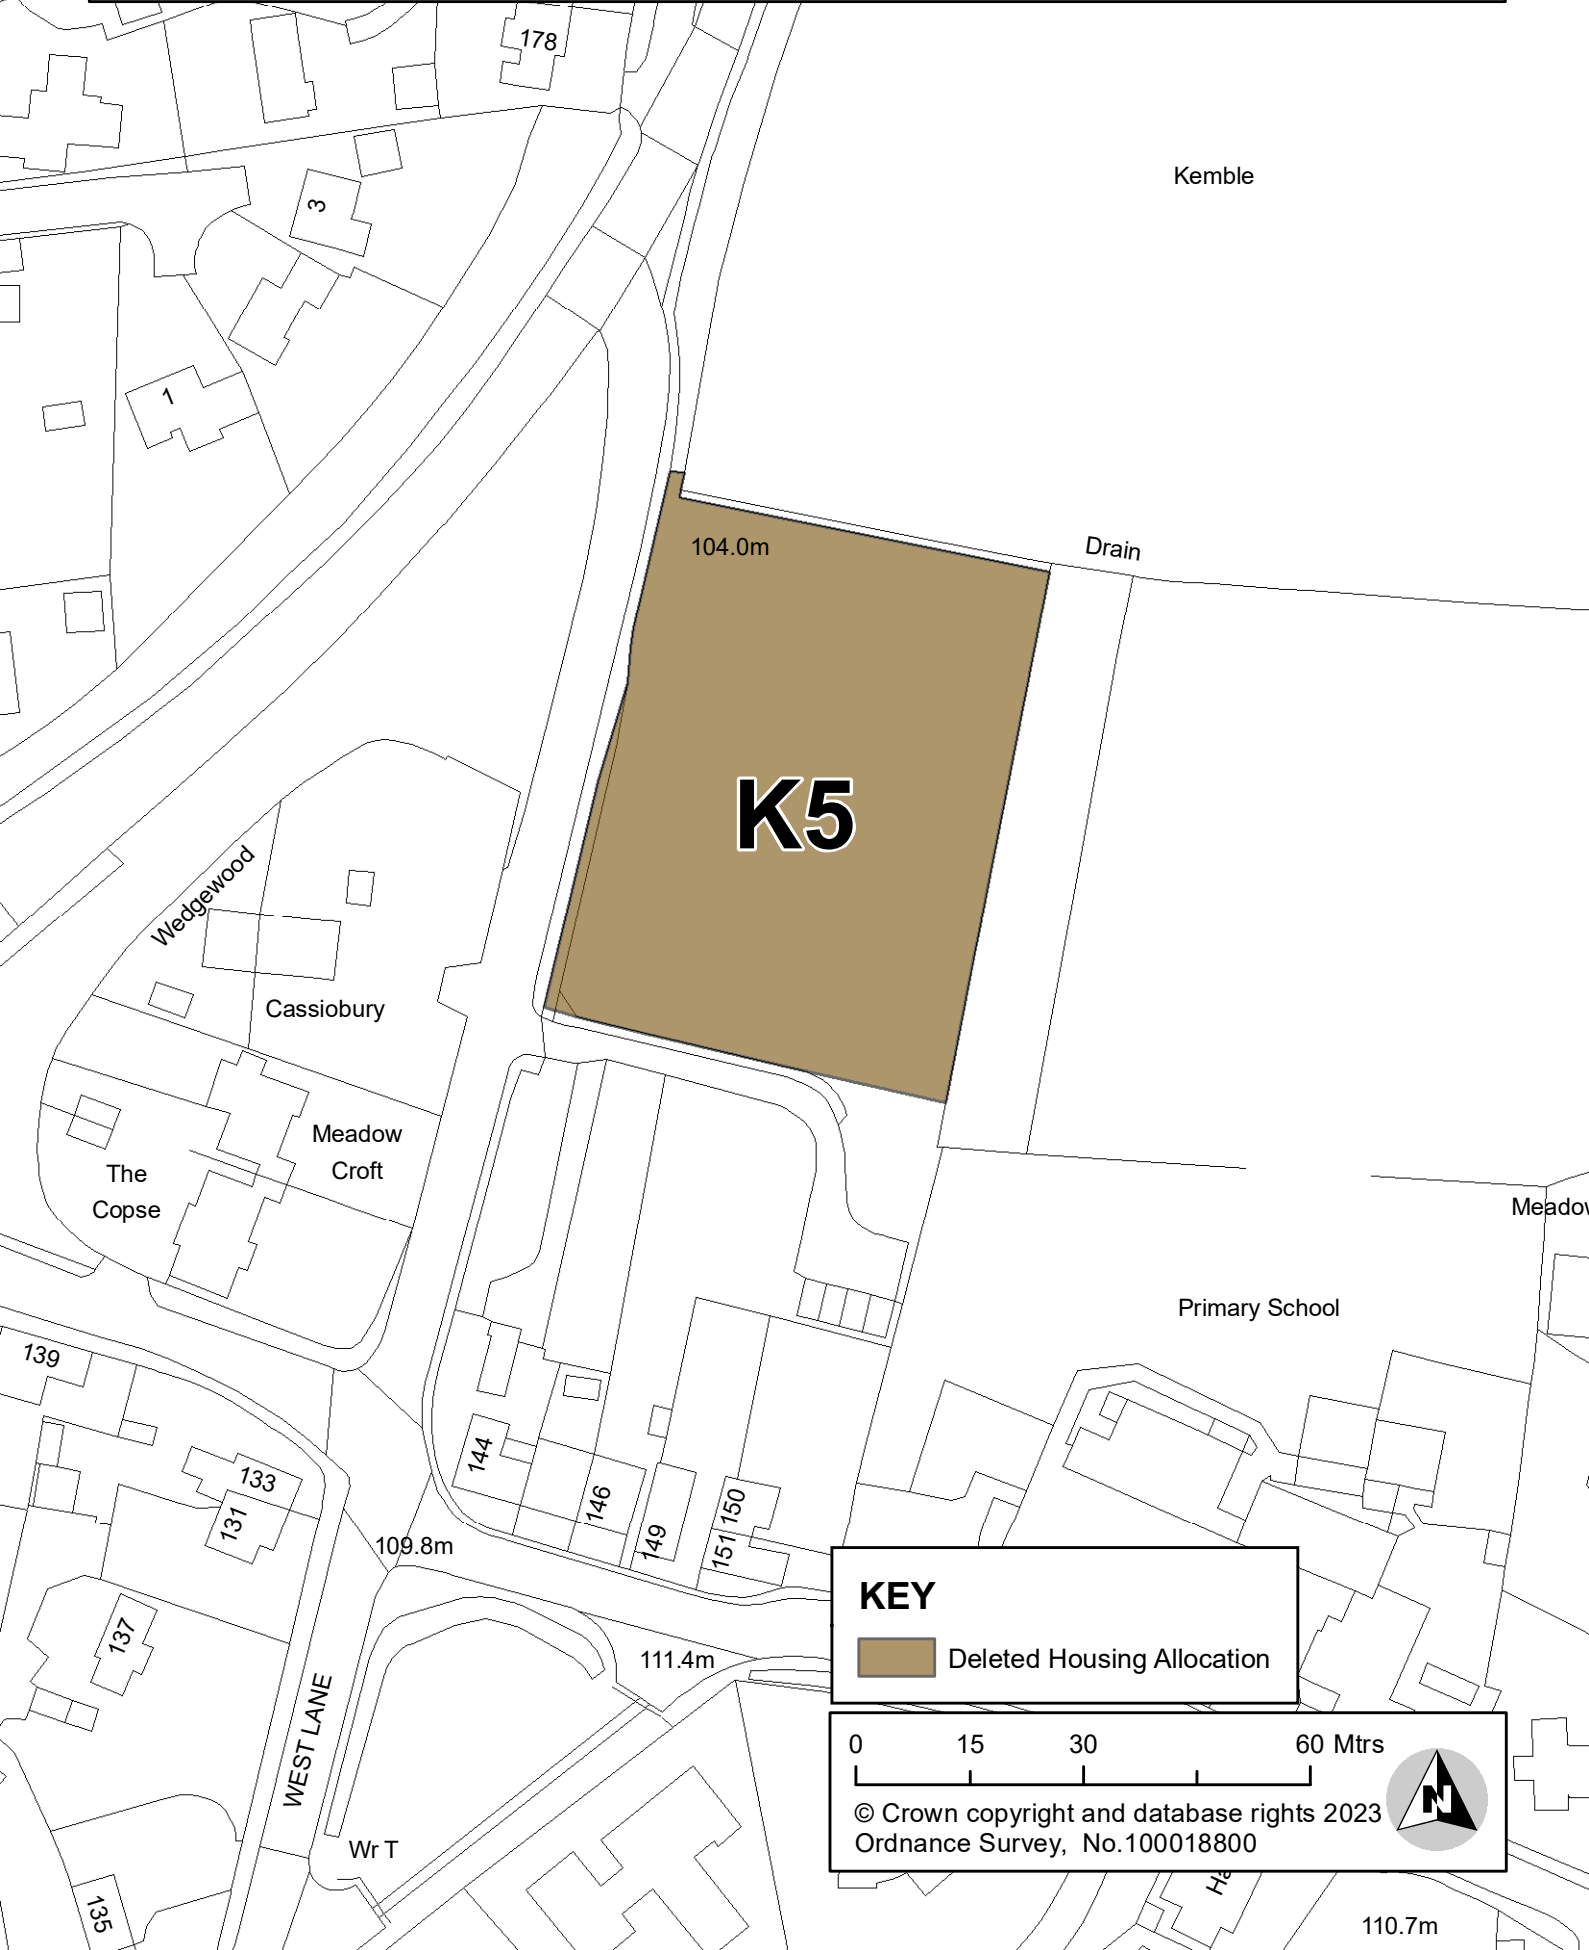 178
Kemble
3
1
Drain
104.0m
K5
Wedgewood
Cassiobury
Meadow
Croft
The
Copse
Primary School
139
133
131
144
146
149
150
151
109.8m
137
111.4m
WEST LANE
Wr T
135
110.7m
KEY
Deleted Housing Allocation
0 15 30 60 Mtrs
N
© Crown copyright and database rights 2023
Ordnance Survey, No.100018800